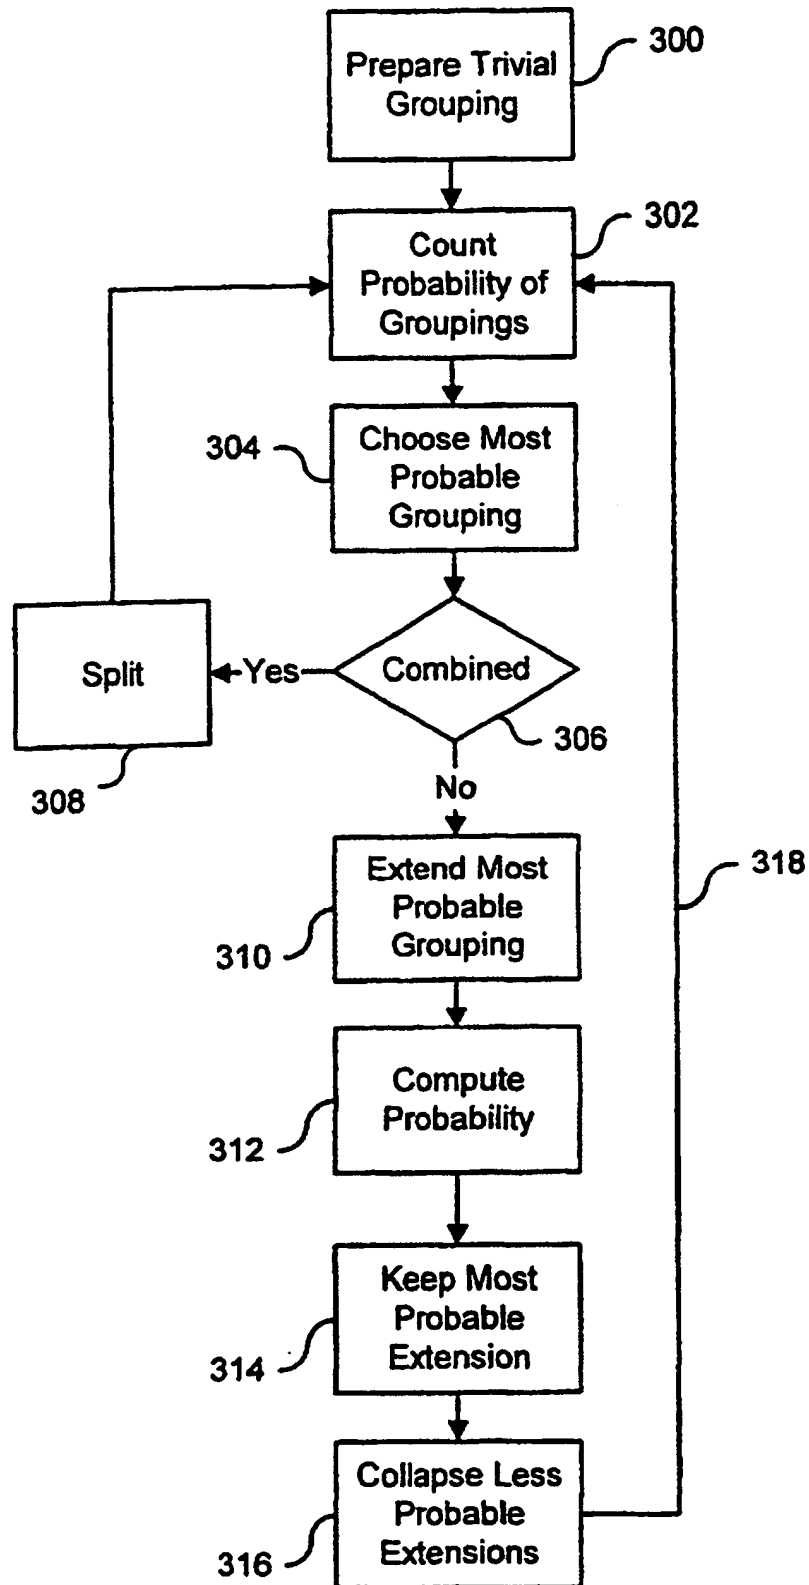 Prepare Trivial
Grouping
300
Count
Probability of
Groupings
302
Choose Most
Probable
Grouping
304
Combined
306
Yes
Split
308
No
Extend Most
Probable
Grouping
310
318
Compute
Probability
312
Keep Most
Probable
Extension
314
Collapse Less
Probable
Extensions
316